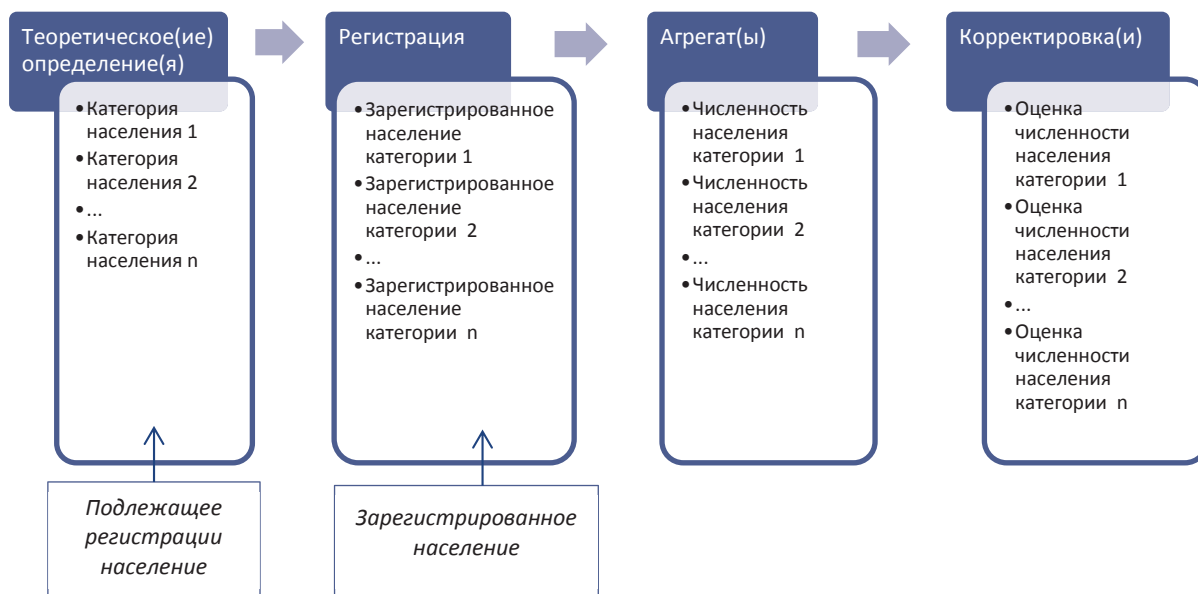 Теоретическое(ие)
определение(я)
•Категория
населения 1
•Категория
населения 2
•...
•Категория
населения n
Подлежащее
регистрации
население
Регистрация
•Зарегистрированное
население
категории 1
•Зарегистрированное
население
категории 2
•...
•Зарегистрированное
население
категории n
Зарегистрированное
население
Агрегат(ы)
•Численность
населения
категории 1
•Численность
населения
категории 2
•...
•Численность
населения
категории n
Корректировка(и)
•Оценка
численности
населения
категории 1
•Оценка
численности
населения
категории 2
•...
•Оценка
численности
населения
категории n